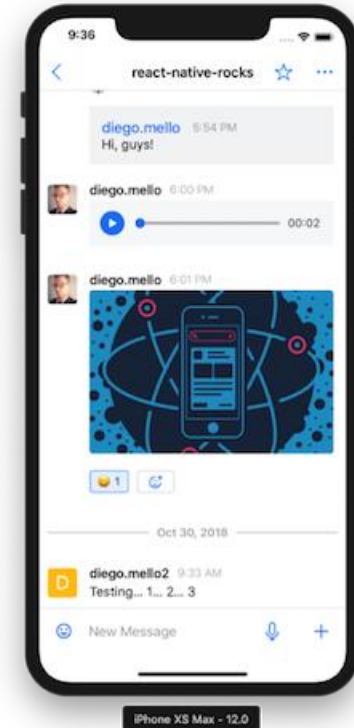 9:36
react-native-rocks
diego.mello 5:54 PM
Hi, guys!
diego.mello 6:00 PM
00:02
diego.mello 6:01 PM
1
Oct 30, 2018
D
diego.mello2 9:33 AM
Testing... 1... 2... 3
New Message
iPhone XS Max - 12.0